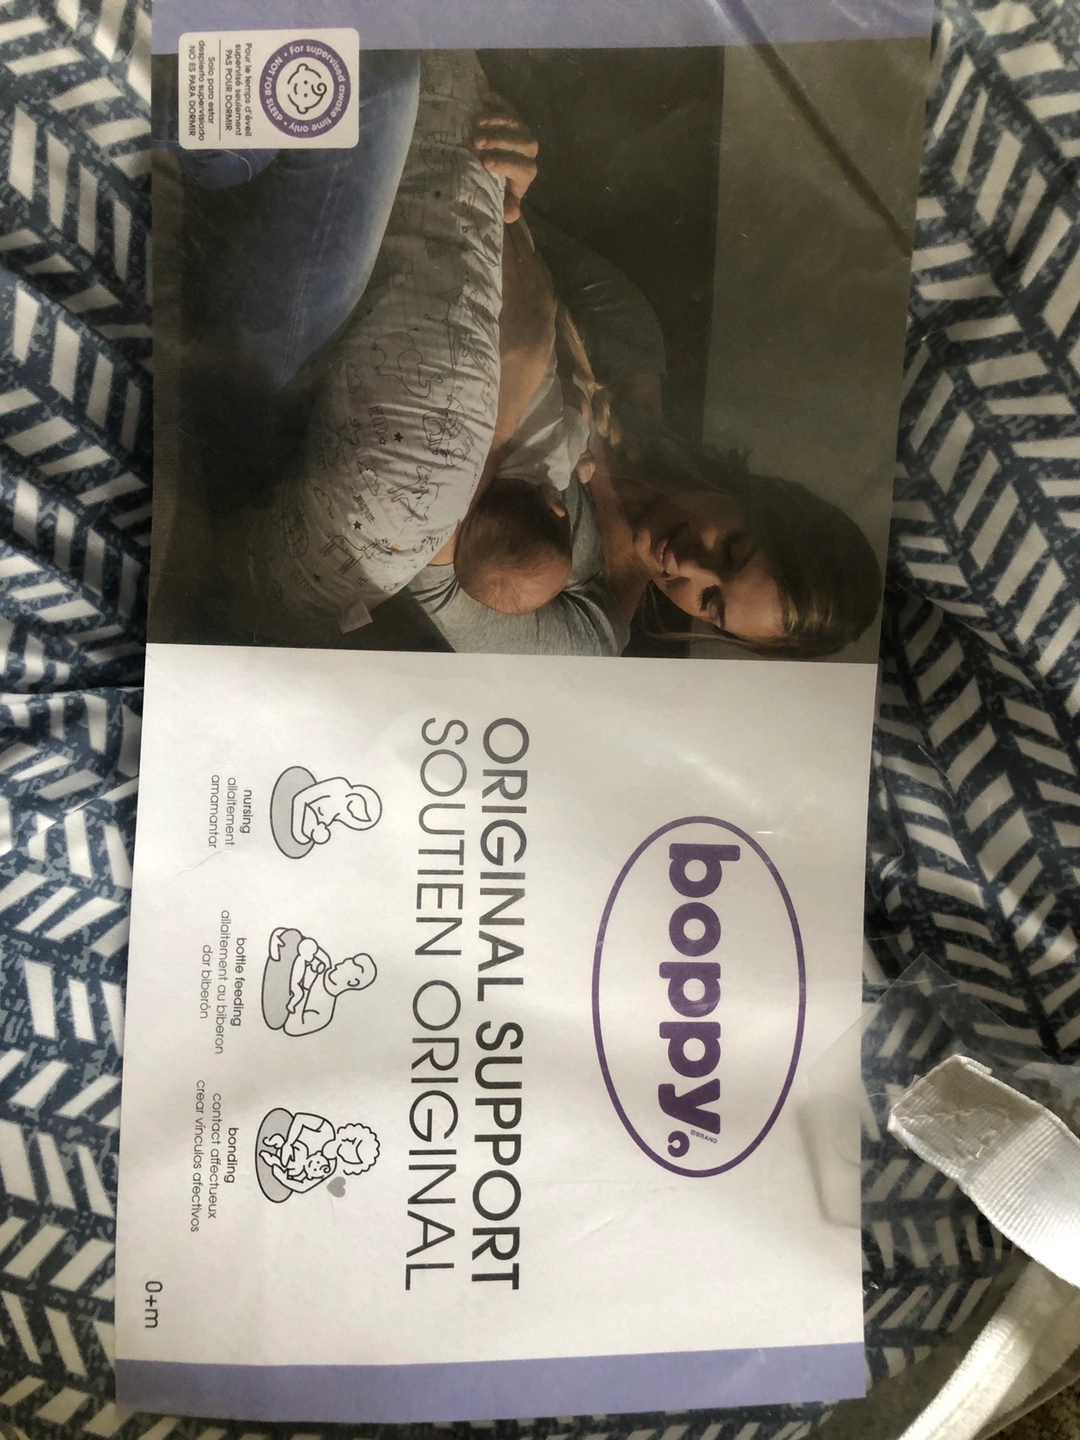 For supervised awake time only •
NOT FOR SLEEP •
Pour le temps d'éveil
supervisé seulement
PAS POUR DORMIR
Solo para estar
despierto supervisado
NO ES PARA DORMIR
boppy
®BRAND
ORIGINAL SUPPORT
SOUTIEN ORIGINAL
nursing
allaitement
amamantar
bottle feeding
allaitement au biberon
dar biberón
bonding
contact affectueux
crear vínculos afectivos
0+m